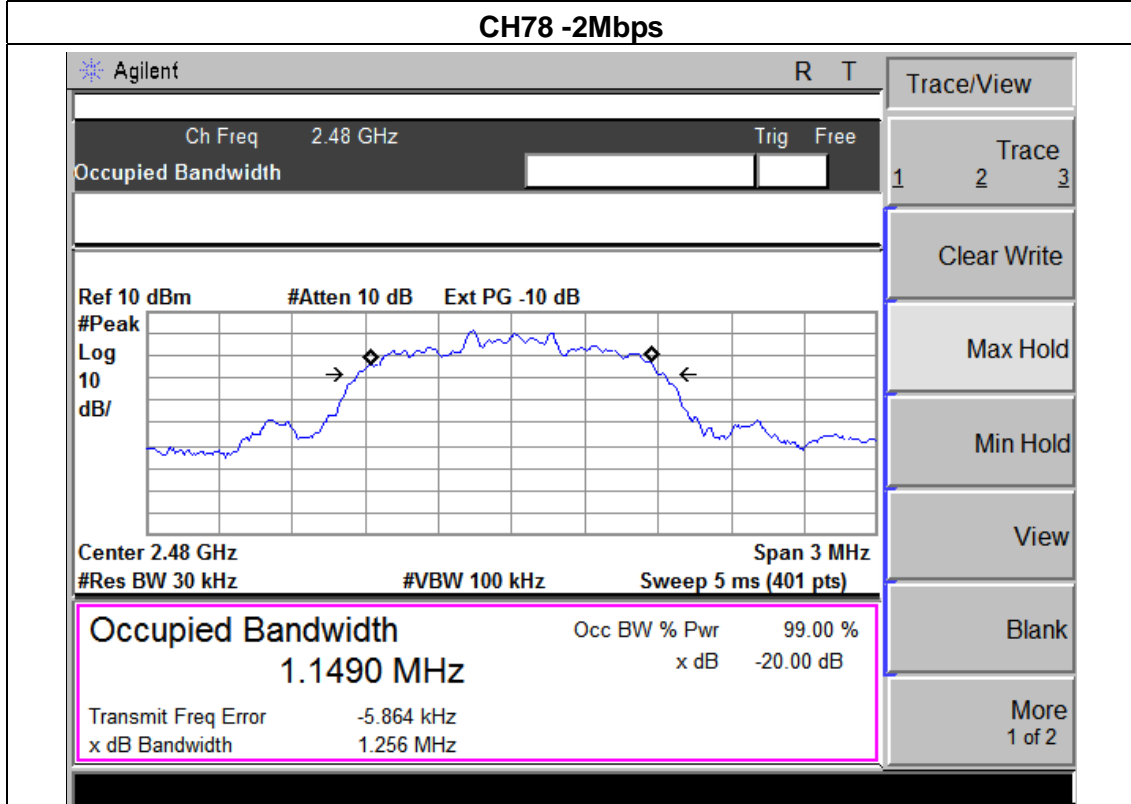 CH78 -2Mbps
Agilent R T
Trace/View
Ch Freq 2.48 GHz Trig Free
Occupied Bandwidth
Trace
1 2 3
Clear Write
Ref 10 dBm #Atten 10 dB Ext PG -10 dB
#Peak
Log
10
dB/
Max Hold
Min Hold
View
Center 2.48 GHz Span 3 MHz
#Res BW 30 kHz #VBW 100 kHz Sweep 5 ms (401 pts)
Occupied Bandwidth Occ BW % Pwr 99.00 %
1.1490 MHz x dB -20.00 dB
Transmit Freq Error -5.864 kHz
x dB Bandwidth 1.256 MHz
Blank
More
1 of 2